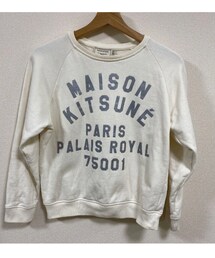 MAISON
KITSUNÉ
PARIS
PALAIS ROYAL
75001